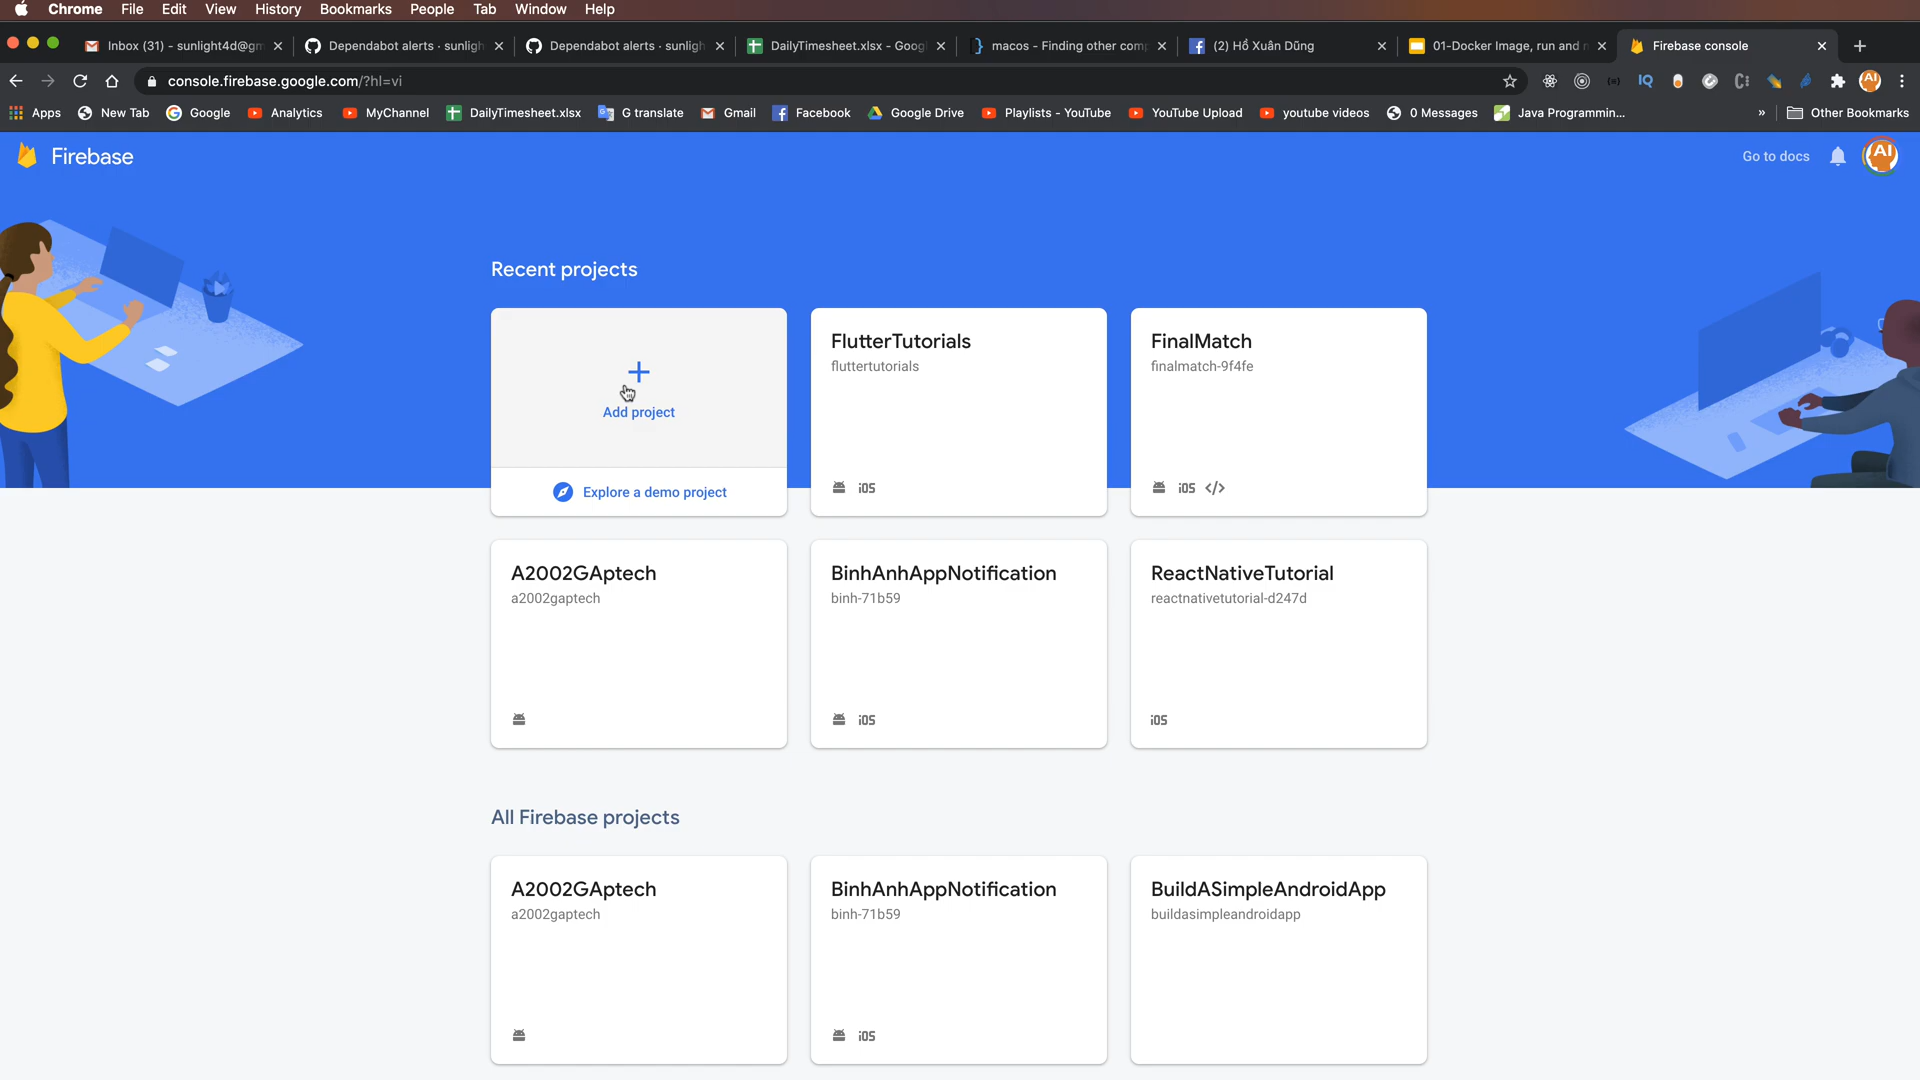 Chrome File Edit View History Bookmarks People Tab Window Help
Inbox (31) - sunlight4d@gm Dependabot alerts · sunligh Dependabot alerts · sunligh DailyTimesheet.xlsx - Googl macos - Finding other comp (2) Hồ Xuân Dũng 01-Docker Image, run and n Firebase console
console.firebase.google.com/?hl=vi
Apps New Tab Google Analytics MyChannel DailyTimesheet.xlsx G translate Gmail Facebook Google Drive Playlists - YouTube YouTube Upload youtube videos 0 Messages Java Programmin... » Other Bookmarks
Firebase Go to docs AI
Recent projects
Add project
Explore a demo project
FlutterTutorials
fluttertutorials
iOS
FinalMatch
finalmatch-9f4fe
iOS </>
A2002GAptech
a2002gaptech
BinhAnhAppNotification
binh-71b59
iOS
ReactNativeTutorial
reactnativetutorial-d247d
iOS
All Firebase projects
A2002GAptech
a2002gaptech
BinhAnhAppNotification
binh-71b59
iOS
BuildASimpleAndroidApp
buildasimpleandroidapp